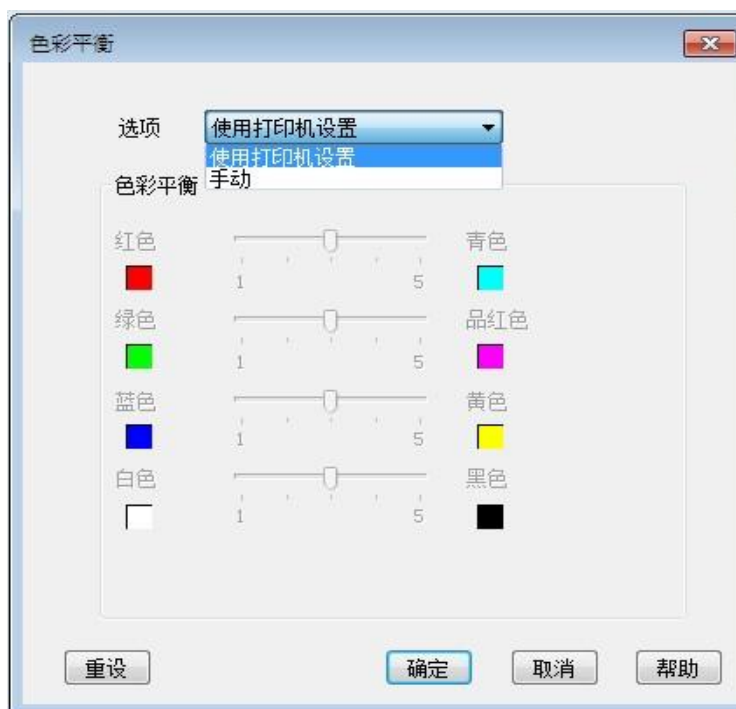 色彩平衡
选项 使用打印机设置
使用打印机设置
手动
色彩平衡
红色 青色
1 5
绿色 品红色
1 5
蓝色 黄色
1 5
白色 黑色
1 5
重设 确定 取消 帮助